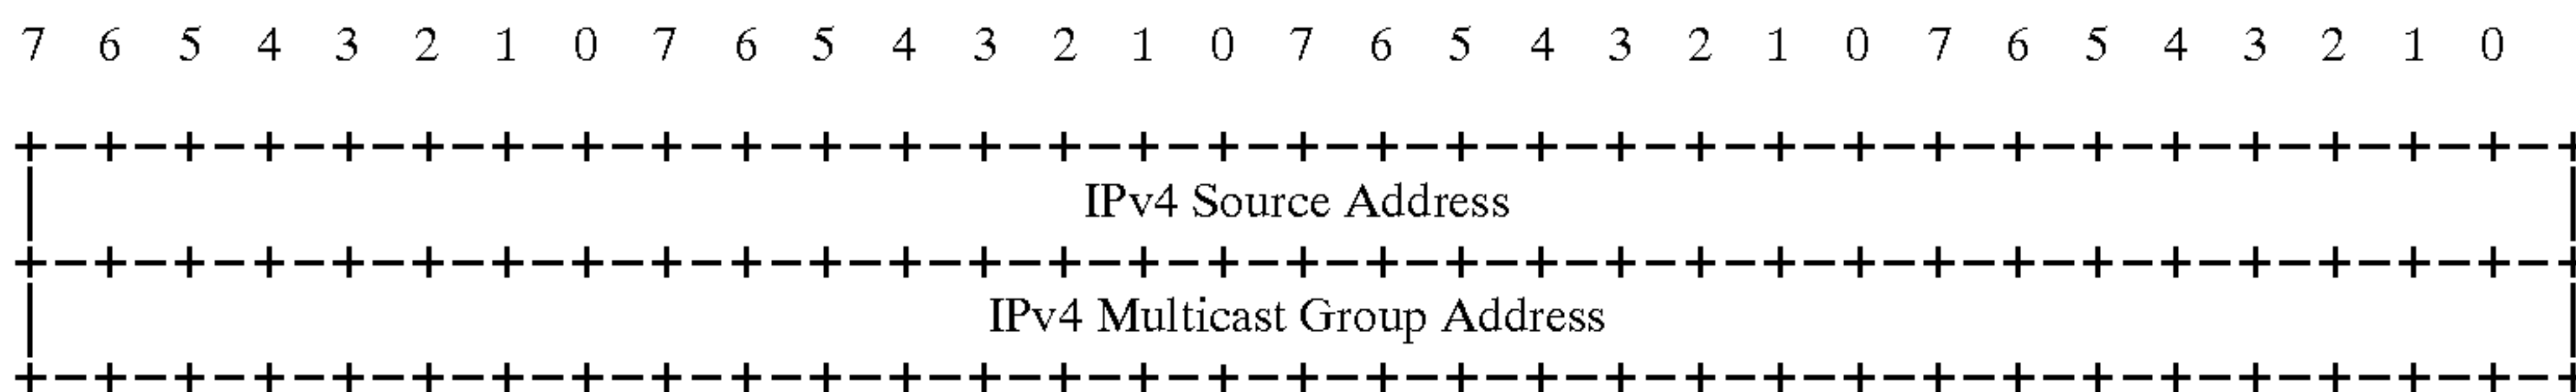 7 6 5 4 3 2 1 0 7 6 5 4 3 2 1 0 7 6 5 4 3 2 1 0 7 6 5 4 3 2 1 0
+-+-+-+-+-+-+-+-+-+-+-+-+-+-+-+-+-+-+-+-+-+-+-+-+-+-+-+-+-+-+-+-+
| IPv4 Source Address |
+-+-+-+-+-+-+-+-+-+-+-+-+-+-+-+-+-+-+-+-+-+-+-+-+-+-+-+-+-+-+-+-+
| IPv4 Multicast Group Address |
+-+-+-+-+-+-+-+-+-+-+-+-+-+-+-+-+-+-+-+-+-+-+-+-+-+-+-+-+-+-+-+-+